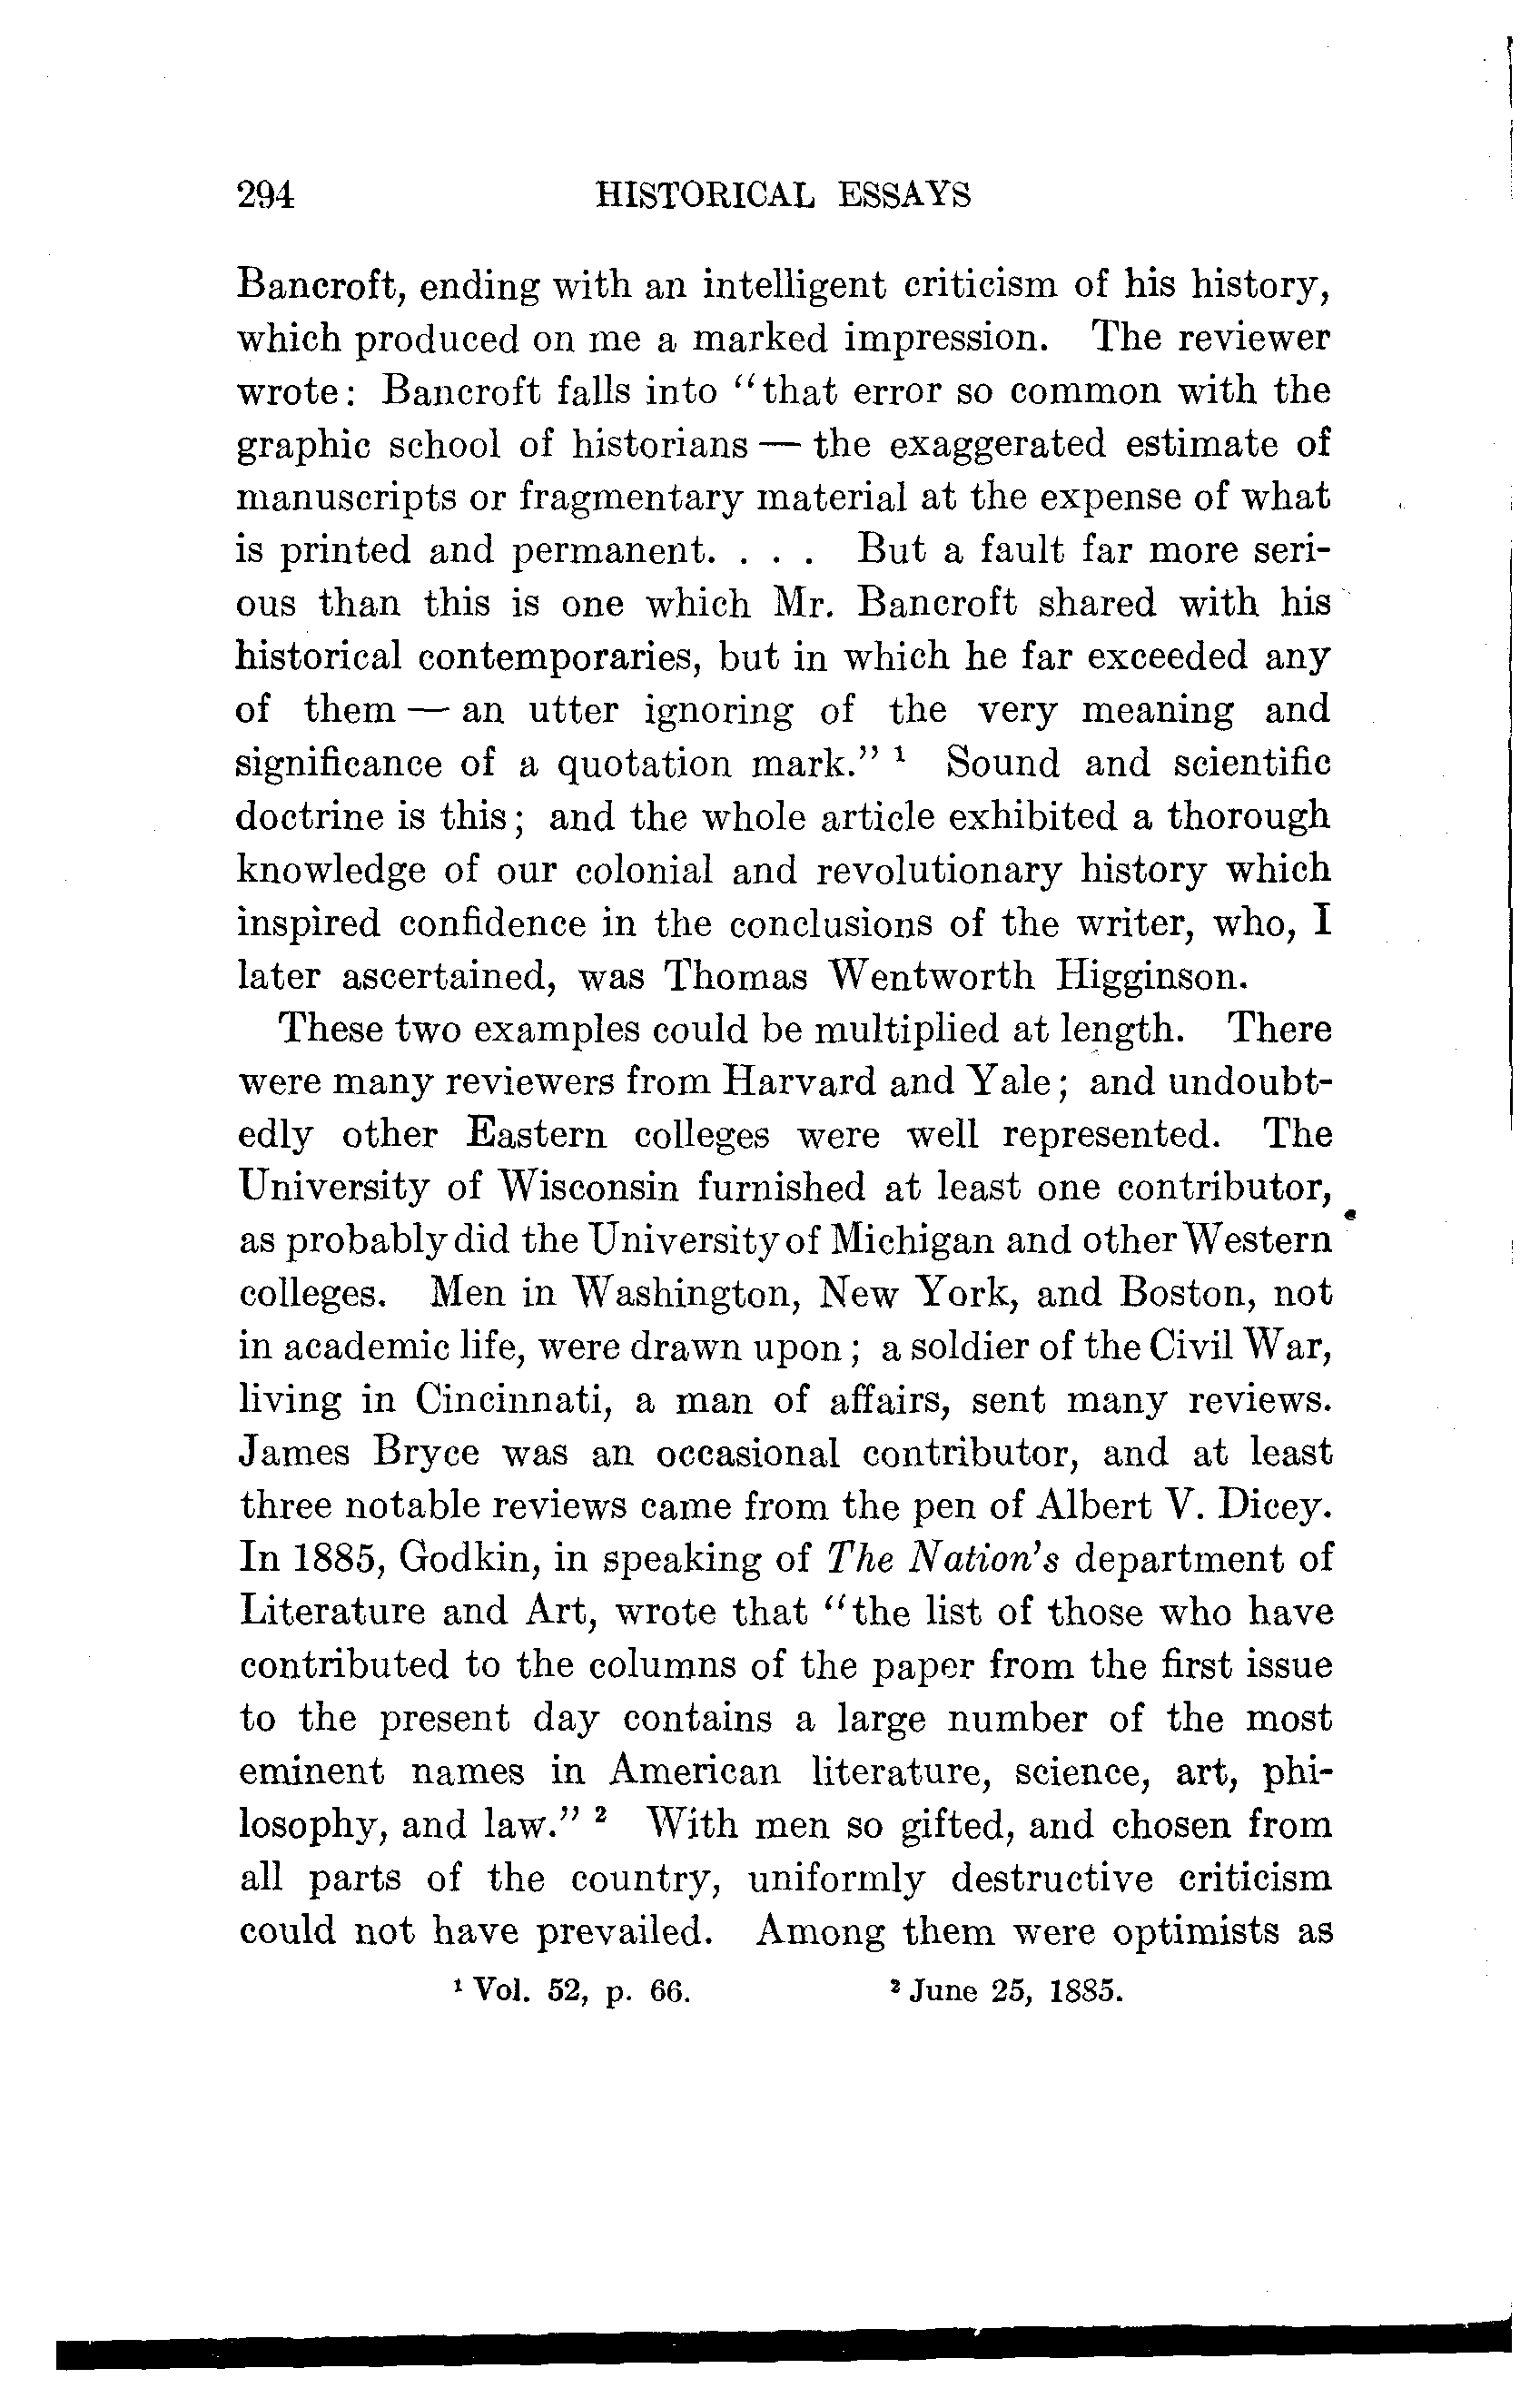 294 HISTORICAL ESSAYS
Bancroft, ending with an intelligent criticism of his history,
which produced on me a marked impression. The reviewer
wrote: Bancroft falls into "that error so common with the
graphic school of historians — the exaggerated estimate of
manuscripts or fragmentary material at the expense of what
is printed and permanent. . . . But a fault far more seri-
ous than this is one which Mr. Bancroft shared with his
historical contemporaries, but in which he far exceeded any
of them — an utter ignoring of the very meaning and
significance of a quotation mark." ¹ Sound and scientific
doctrine is this; and the whole article exhibited a thorough
knowledge of our colonial and revolutionary history which
inspired confidence in the conclusions of the writer, who, I
later ascertained, was Thomas Wentworth Higginson.
These two examples could be multiplied at length. There
were many reviewers from Harvard and Yale; and undoubt-
edly other Eastern colleges were well represented. The
University of Wisconsin furnished at least one contributor,
as probably did the University of Michigan and other Western
colleges. Men in Washington, New York, and Boston, not
in academic life, were drawn upon; a soldier of the Civil War,
living in Cincinnati, a man of affairs, sent many reviews.
James Bryce was an occasional contributor, and at least
three notable reviews came from the pen of Albert V. Dicey.
In 1885, Godkin, in speaking of The Nation's department of
Literature and Art, wrote that "the list of those who have
contributed to the columns of the paper from the first issue
to the present day contains a large number of the most
eminent names in American literature, science, art, phi-
losophy, and law." ² With men so gifted, and chosen from
all parts of the country, uniformly destructive criticism
could not have prevailed. Among them were optimists as
¹ Vol. 52, p. 66. ² June 25, 1885.